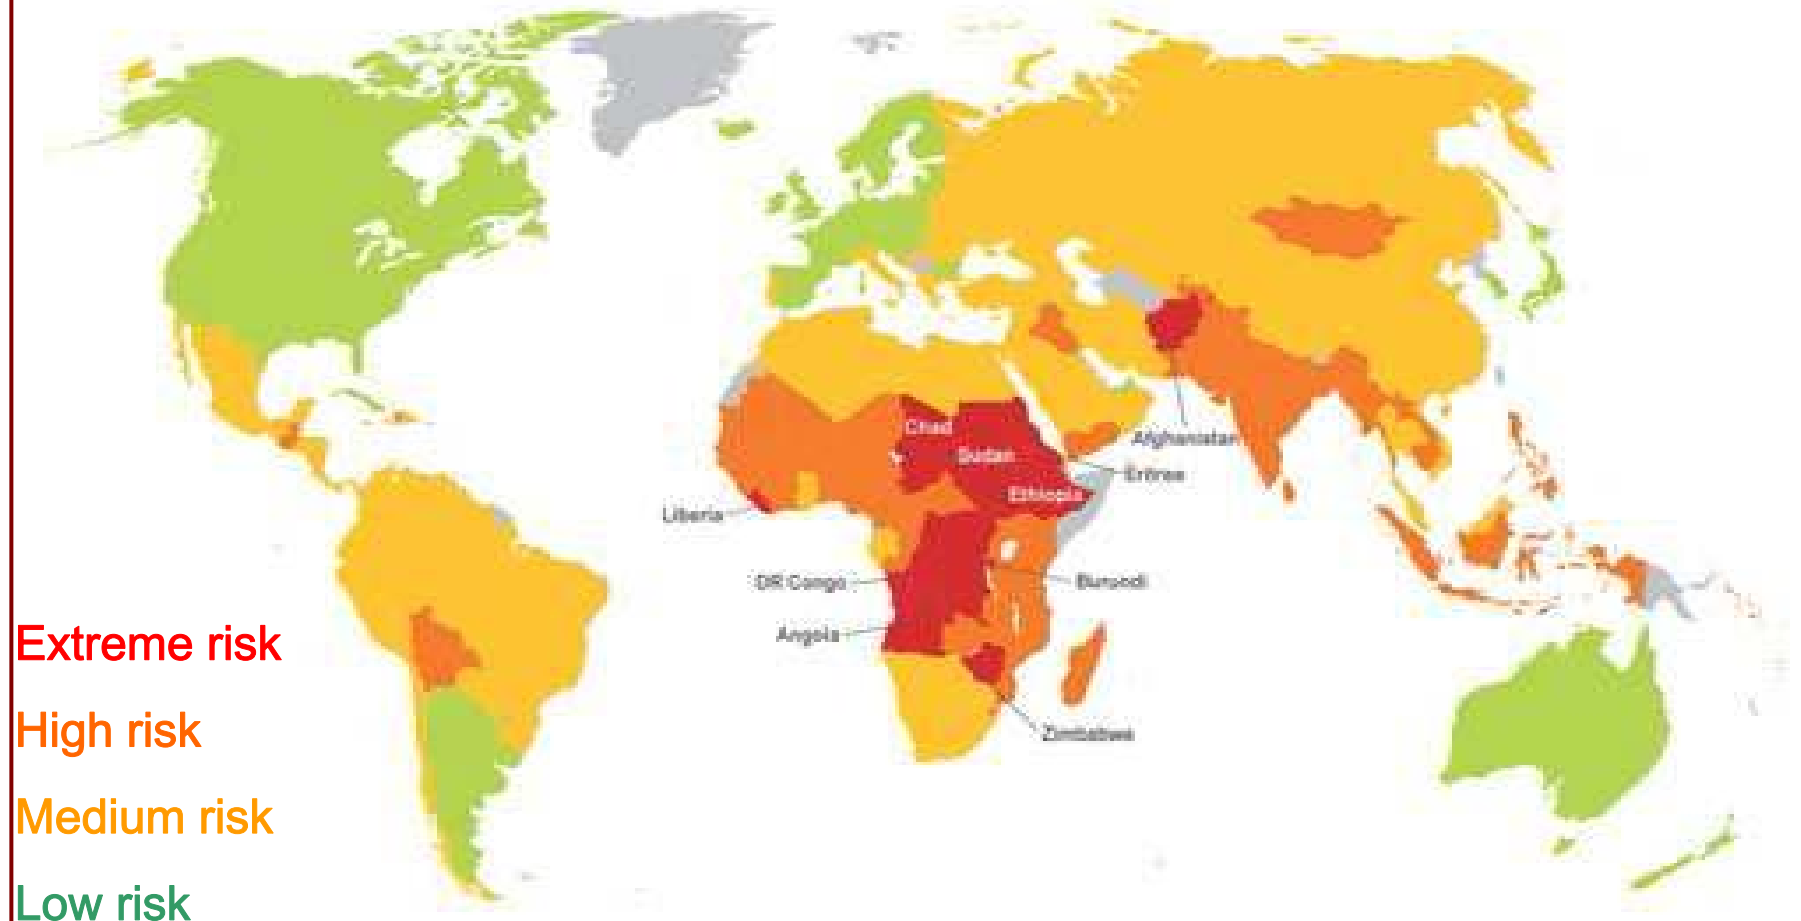 Chad
Sudan
Afghanistan
Eritrea
Ethiopia
Liberia
DR Congo
Burundi
Angola
Zimbabwe
Extreme risk
High risk
Medium risk
Low risk